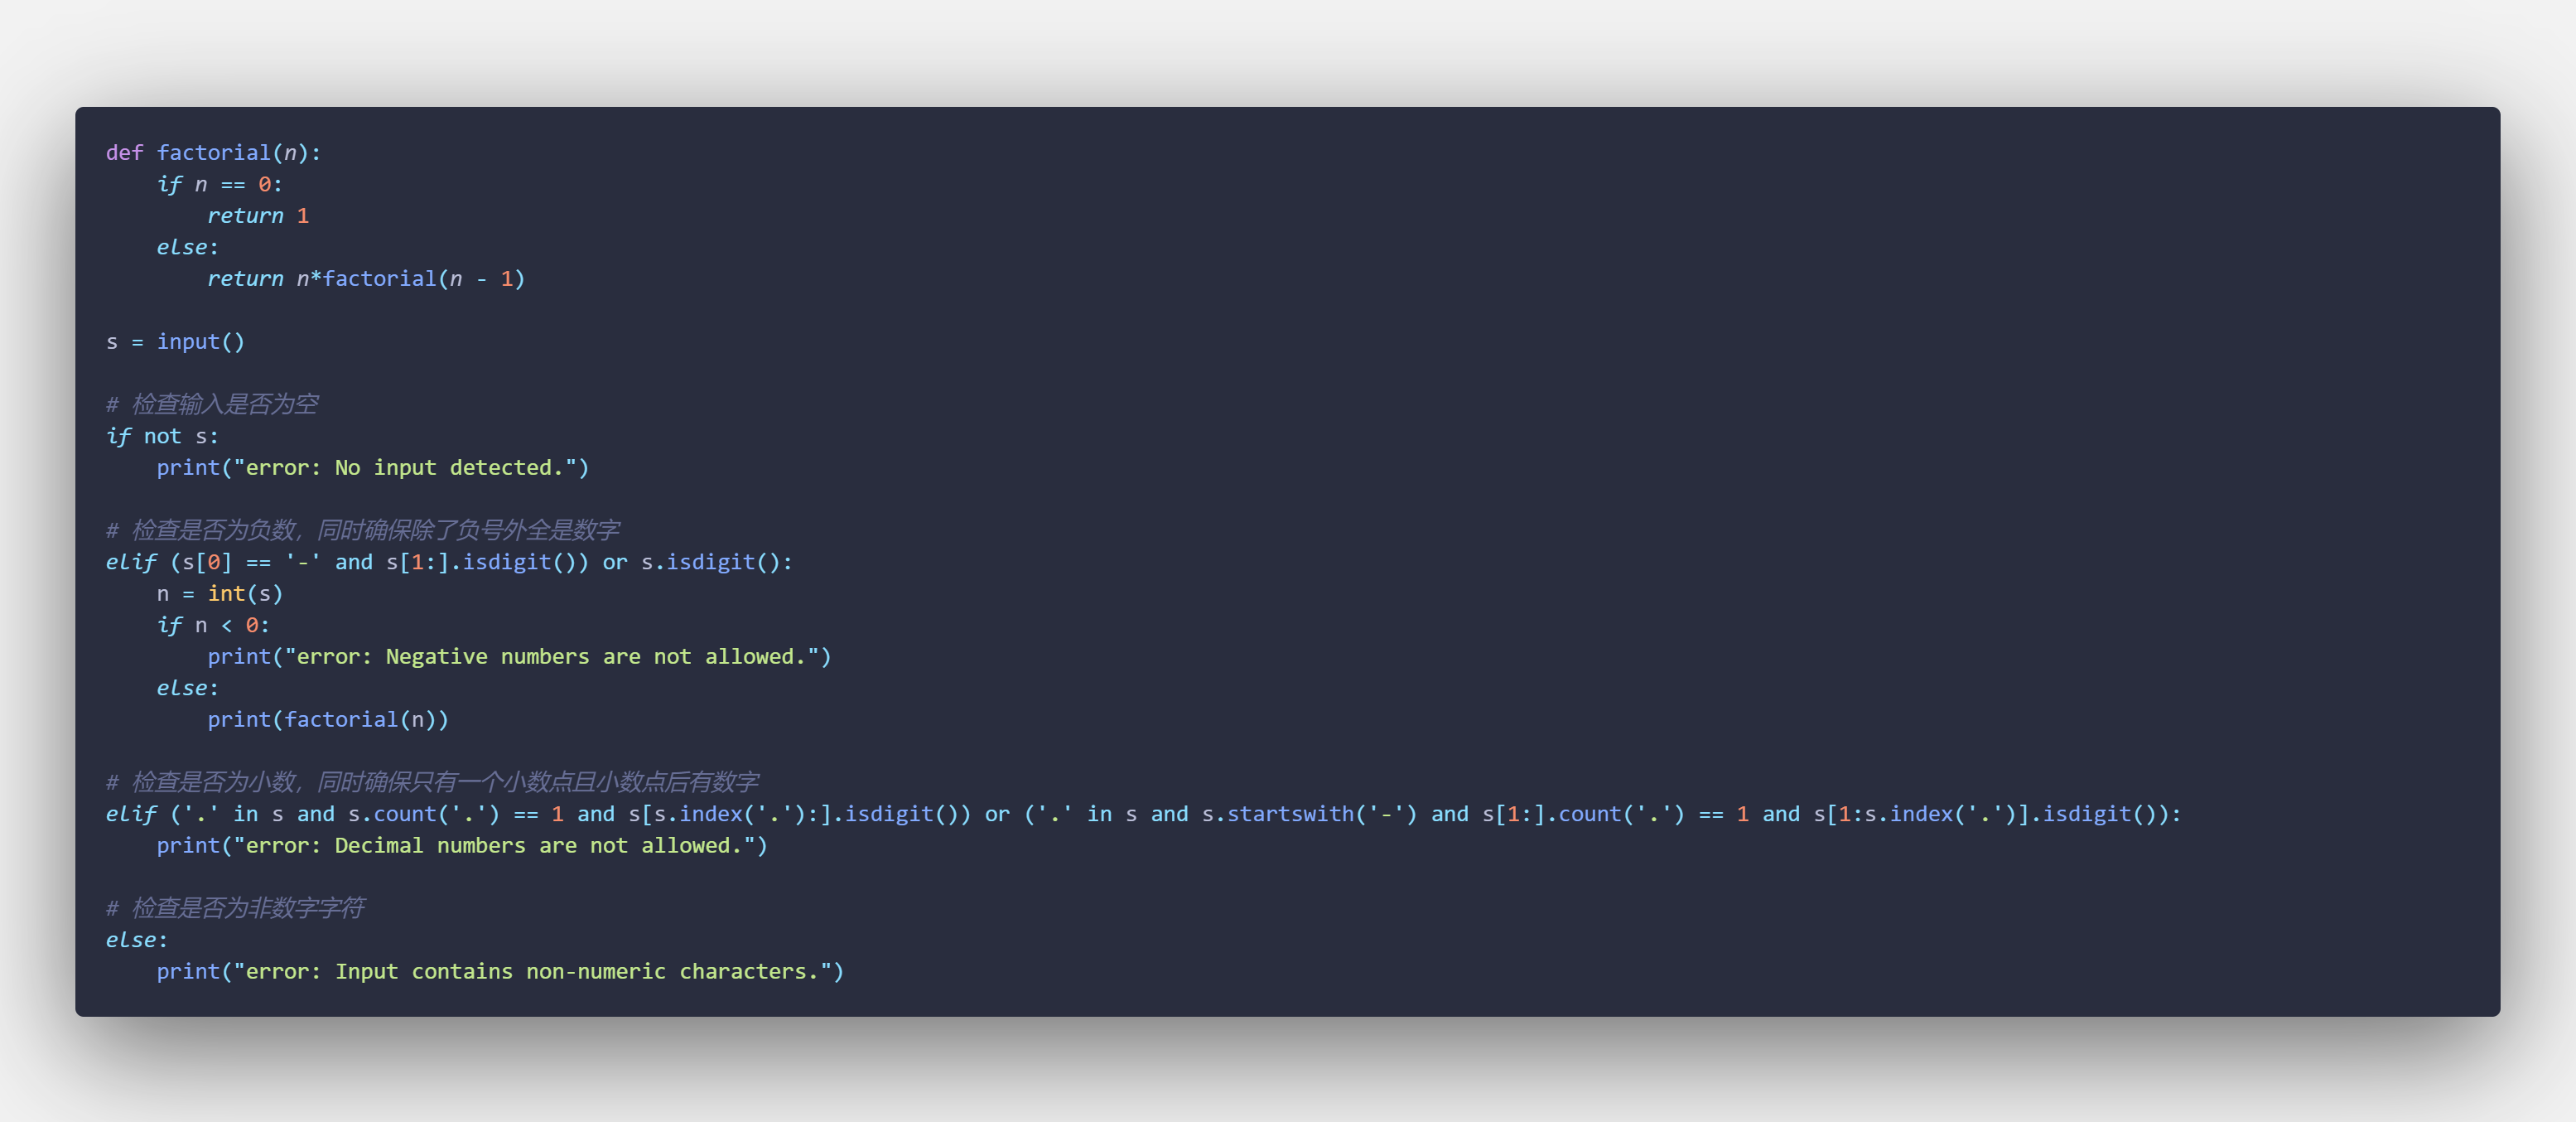 def factorial(n):
    if n == 0:
        return 1
    else:
        return n*factorial(n - 1)

s = input()

# 检查输入是否为空
if not s:
    print("error: No input detected.")

# 检查是否为负数，同时确保除了负号外全是数字
elif (s[0] == '-' and s[1:].isdigit()) or s.isdigit():
    n = int(s)
    if n < 0:
        print("error: Negative numbers are not allowed.")
    else:
        print(factorial(n))

# 检查是否为小数，同时确保只有一个小数点且小数点后有数字
elif ('.' in s and s.count('.') == 1 and s[s.index('.'):].isdigit()) or ('.' in s and s.startswith('-') and s[1:].count('.') == 1 and s[1:s.index('.')].isdigit()):
    print("error: Decimal numbers are not allowed.")

# 检查是否为非数字字符
else:
    print("error: Input contains non-numeric characters.")